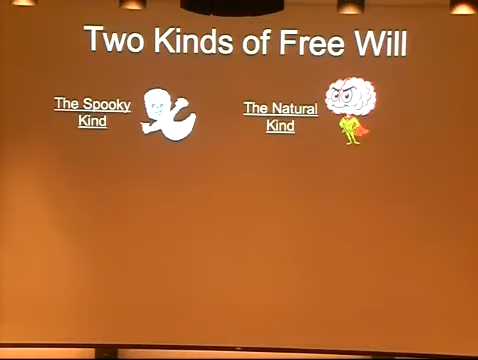 Two Kinds of Free Will
The Spooky
Kind
The Natural
Kind